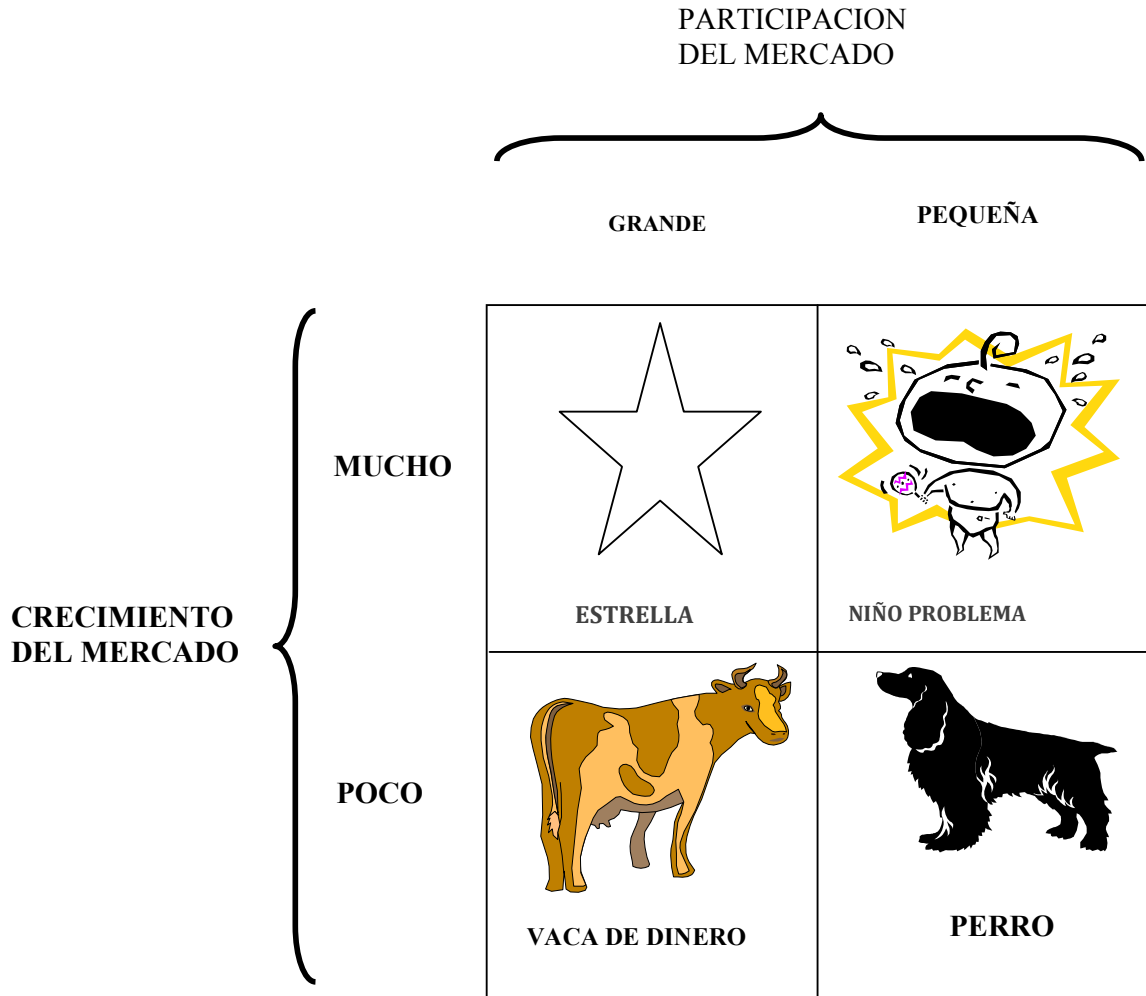 PARTICIPACION
DEL MERCADO
GRANDE
PEQUEÑA
MUCHO
ESTRELLA
NIÑO PROBLEMA
CRECIMIENTO
DEL MERCADO
POCO
VACA DE DINERO
PERRO